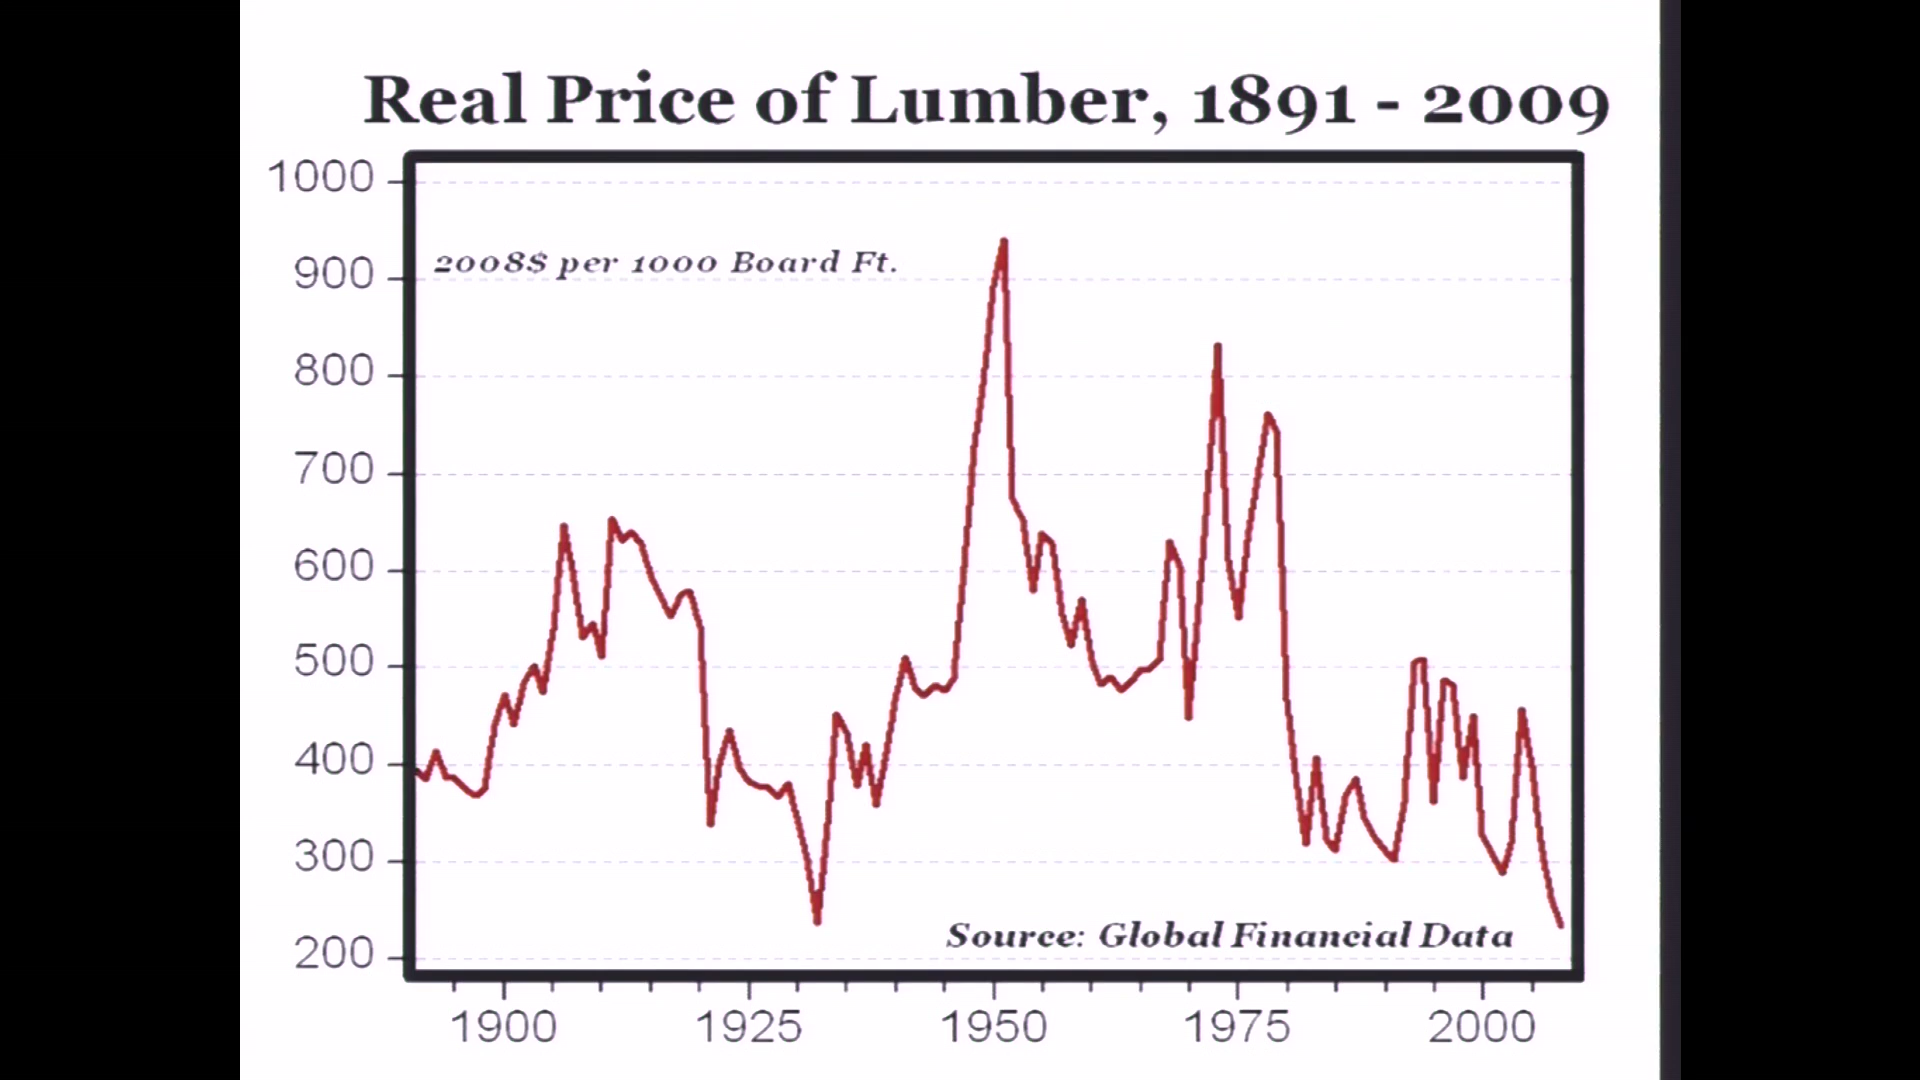 Real Price of Lumber, 1891 - 2009
1000
2008$ per 1000 Board Ft.
900
800
700
600
500
400
300
Source: Global Financial Data
200
1900 1925 1950 1975 2000